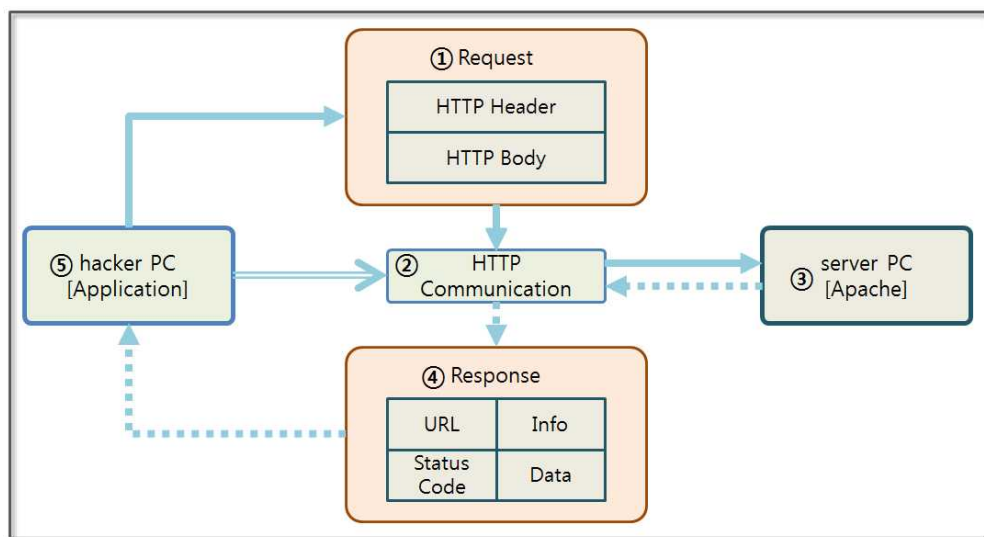 ① Request
HTTP Header
HTTP Body
⑤ hacker PC
[Application]
② HTTP
Communication
③ server PC
[Apache]
④ Response
URL
Info
Status
Code
Data